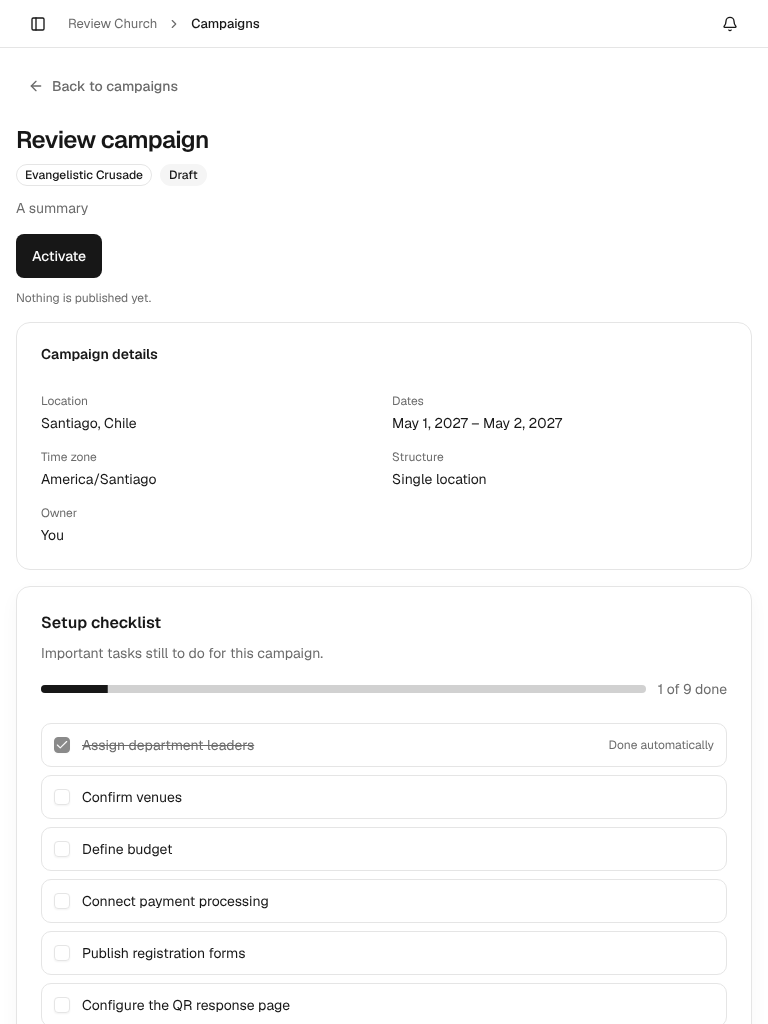 Review Church > Campaigns
Back to campaigns
Review campaign
Evangelistic Crusade Draft
A summary
Activate
Nothing is published yet.
Campaign details
Location
Santiago, Chile
Dates
May 1, 2027 – May 2, 2027
Time zone
America/Santiago
Structure
Single location
Owner
You
Setup checklist
Important tasks still to do for this campaign.
1 of 9 done
Assign department leaders Done automatically
Confirm venues
Define budget
Connect payment processing
Publish registration forms
Configure the QR response page